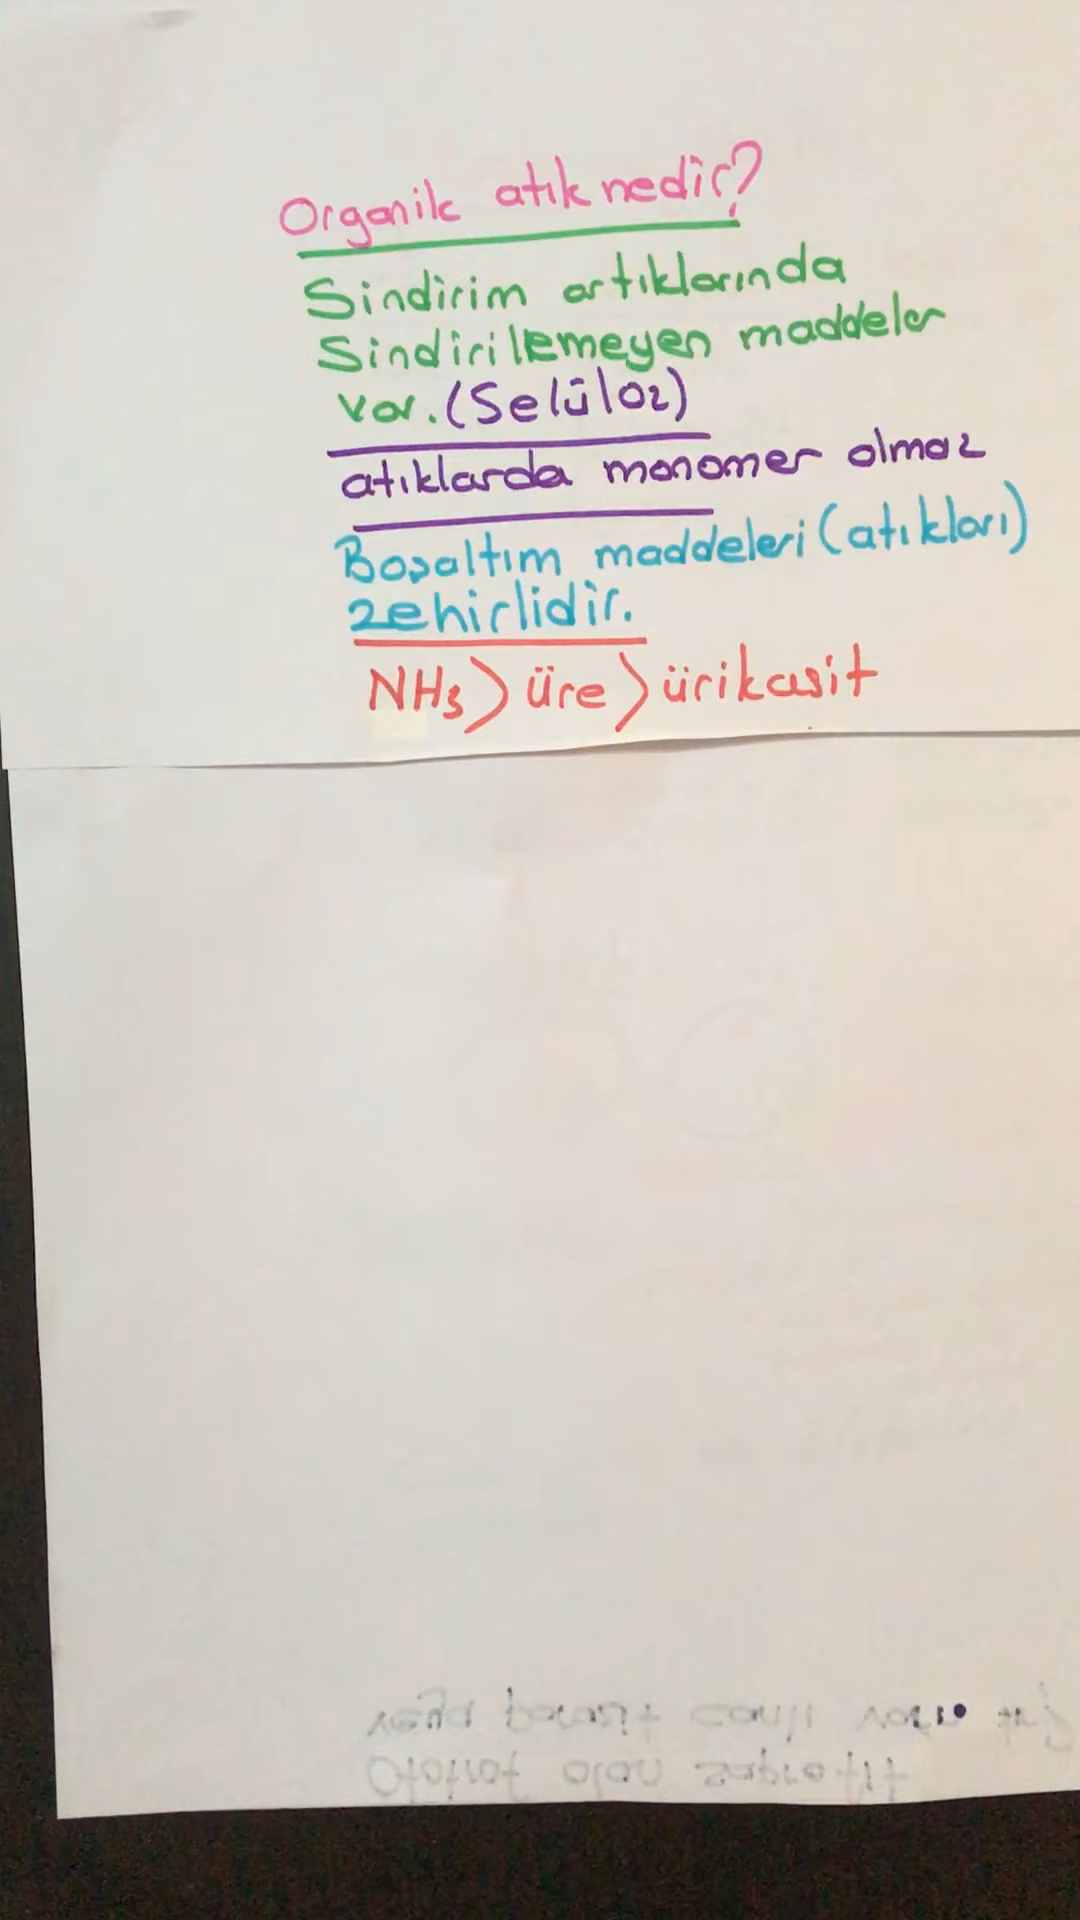 Organik atık nedir?
Sindirim artıklarında
Sindirilemeyen maddeler
var. (Selüloz)
atıklarda monomer olmaz
Boşaltım maddeleri (atıkları)
zehirlidir.
NH₃ > üre > ürikasit